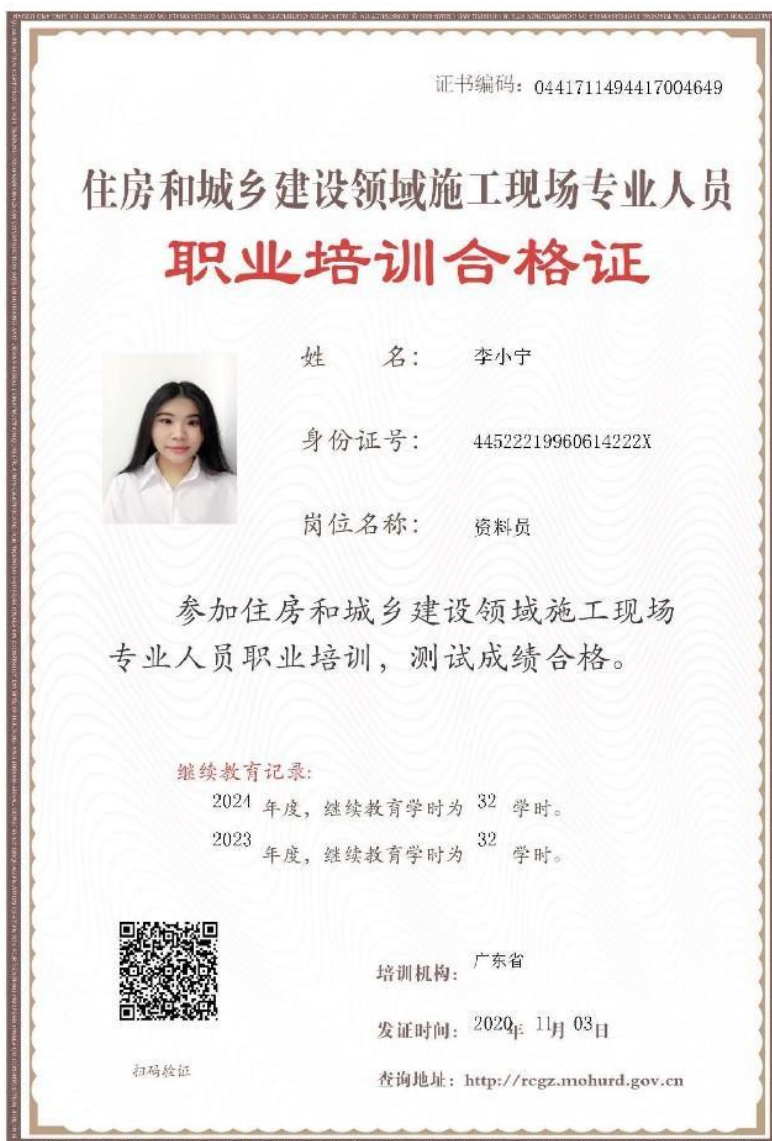 证书编码：0441711494417004649
住房和城乡建设领域施工现场专业人员
职业培训合格证
姓 名： 李小宁
身份证号： 44522219960614222X
岗位名称： 资料员
参加住房和城乡建设领域施工现场
专业人员职业培训，测试成绩合格。
继续教育记录：
2024 年度，继续教育学时为 32 学时。
2023 年度，继续教育学时为 32 学时。
培训机构： 广东省
发证时间： 2020年 11月 03日
扫码验证
查询地址：http://rcgz.mohurd.gov.cn